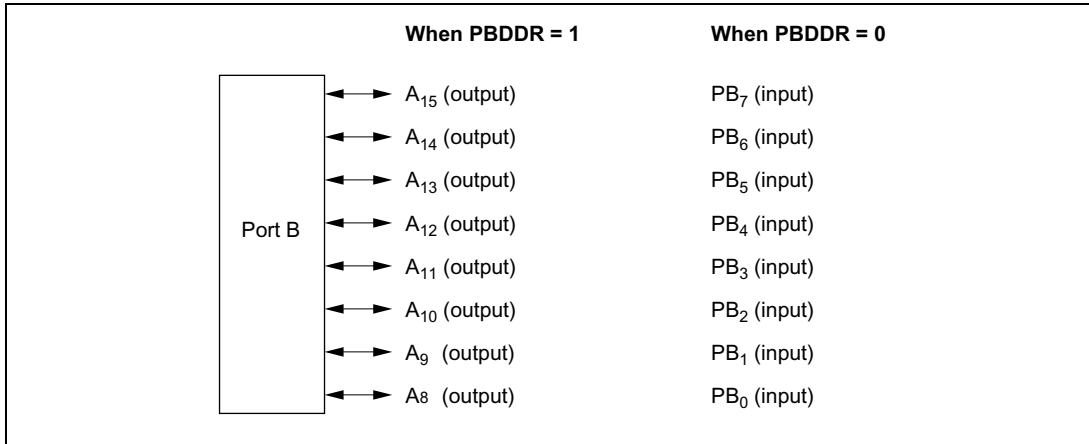 When PBDDR = 1 When PBDDR = 0
A15 (output) PB7 (input)
A14 (output) PB6 (input)
A13 (output) PB5 (input)
Port B A12 (output) PB4 (input)
A11 (output) PB3 (input)
A10 (output) PB2 (input)
A9 (output) PB1 (input)
A8 (output) PB0 (input)